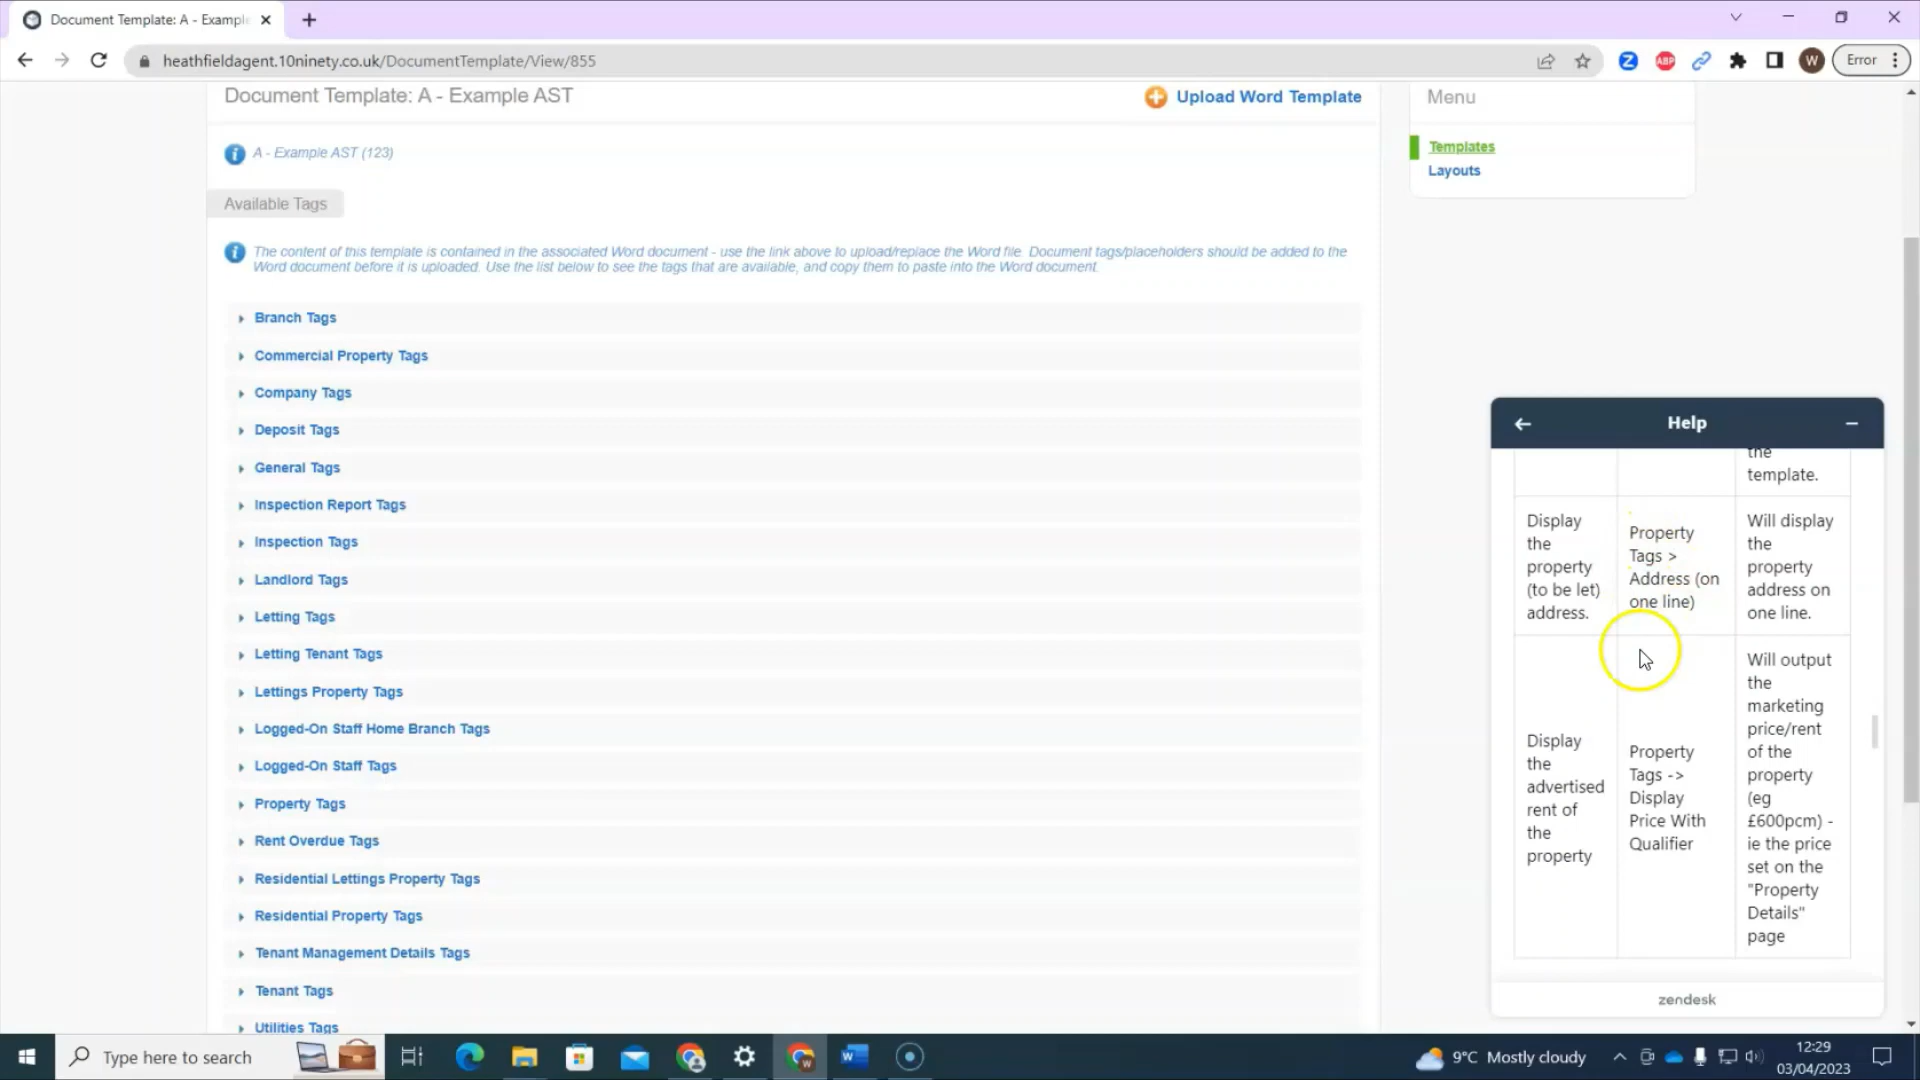 Document Template: A - Example
heathfieldagent.10ninety.co.uk/DocumentTemplate/View/855
ABP
W
Error
Document Template: A - Example AST
Upload Word Template
Menu
Templates
Layouts
A - Example AST (123)
Available Tags
The content of this template is contained in the associated Word document - use the link above to upload/replace the Word file. Document tags/placeholders should be added to the
Word document before it is uploaded. Use the list below to see the tags that are available, and copy them to paste into the Word document.
Branch Tags
Commercial Property Tags
Company Tags
Deposit Tags
General Tags
Inspection Report Tags
Inspection Tags
Landlord Tags
Letting Tags
Letting Tenant Tags
Lettings Property Tags
Logged-On Staff Home Branch Tags
Logged-On Staff Tags
Property Tags
Rent Overdue Tags
Residential Lettings Property Tags
Residential Property Tags
Tenant Management Details Tags
Tenant Tags
Utilities Tags
Help
the
template.
Display
the
property
(to be let)
address.
Property
Tags >
Address (on
one line)
Will display
the
property
address on
one line.
Display
the
advertised
rent of
the
property
Property
Tags ->
Display
Price With
Qualifier
Will output
the
marketing
price/rent
of the
property
(eg
£600pcm) -
ie the price
set on the
"Property
Details"
page
zendesk
Type here to search
9°C Mostly cloudy
12:29
03/04/2023